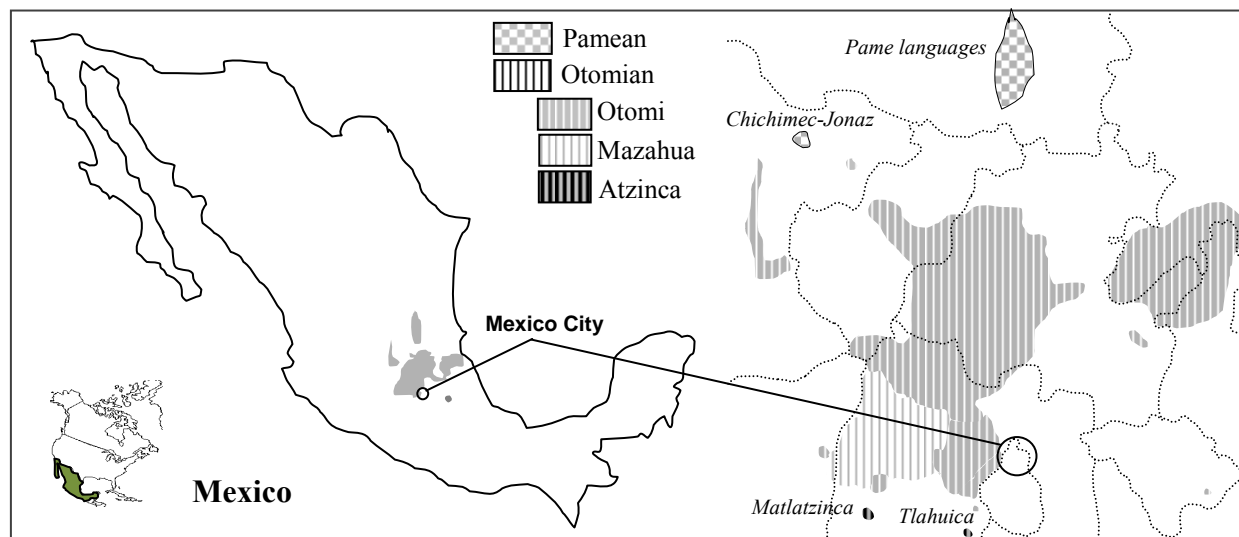 Pamean
Otomian
Otomi
Mazahua
Atzinca
Pame languages
Chichimec-Jonaz
Mexico City
Mexico
Matlatzinca
Tlahuica